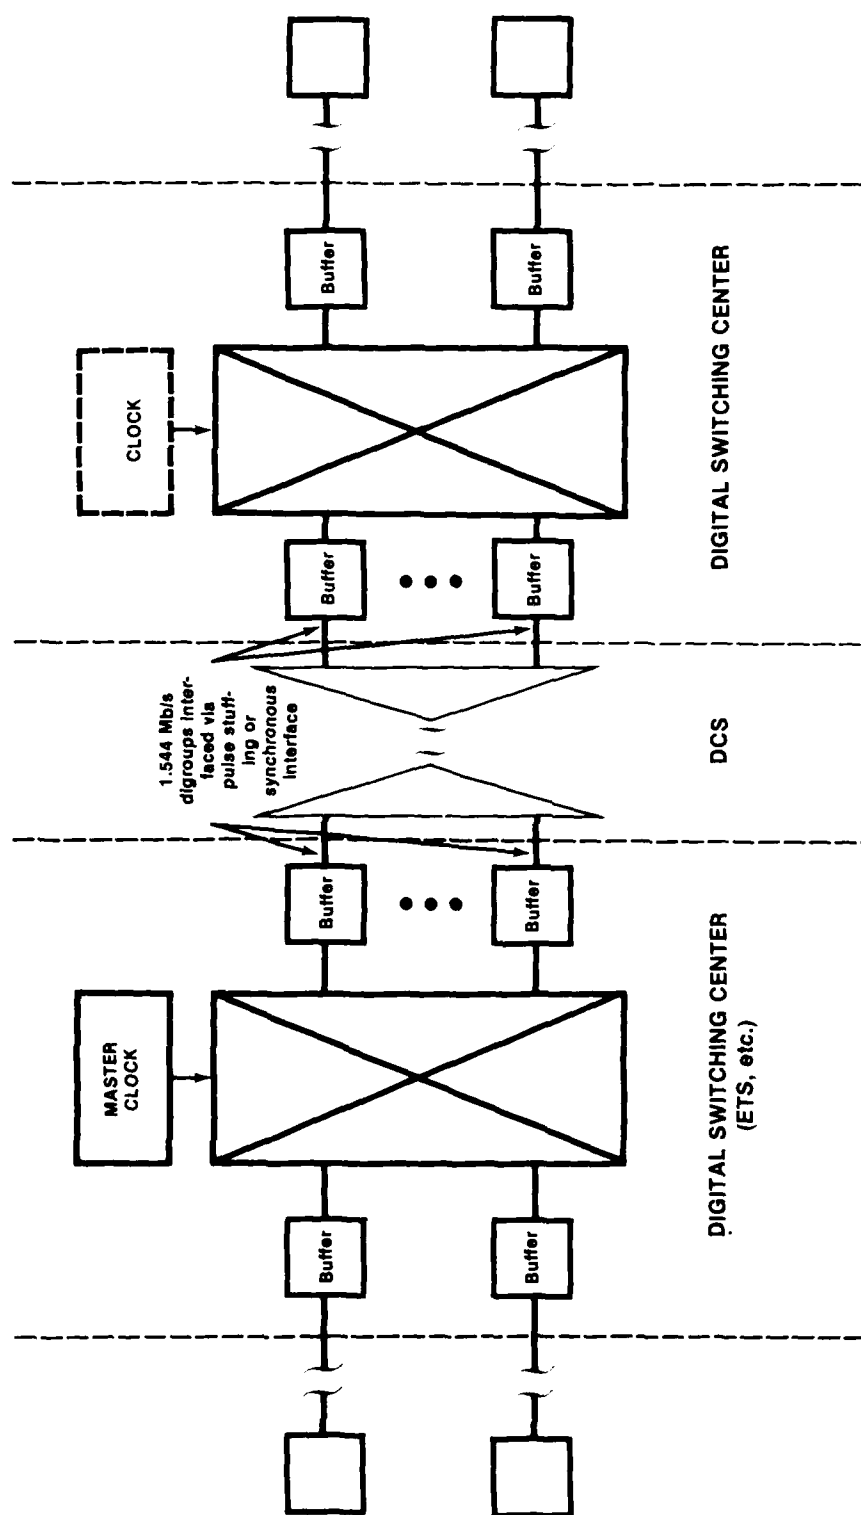 MASTER
CLOCK
CLOCK
1.544 Mb/s
digroups inter-
faced via
pulse stuff-
ing or
synchronous
interface
Buffer
Buffer
Buffer
Buffer
Buffer
Buffer
Buffer
Buffer
DIGITAL SWITCHING CENTER
(ETS, etc.)
DCS
DIGITAL SWITCHING CENTER